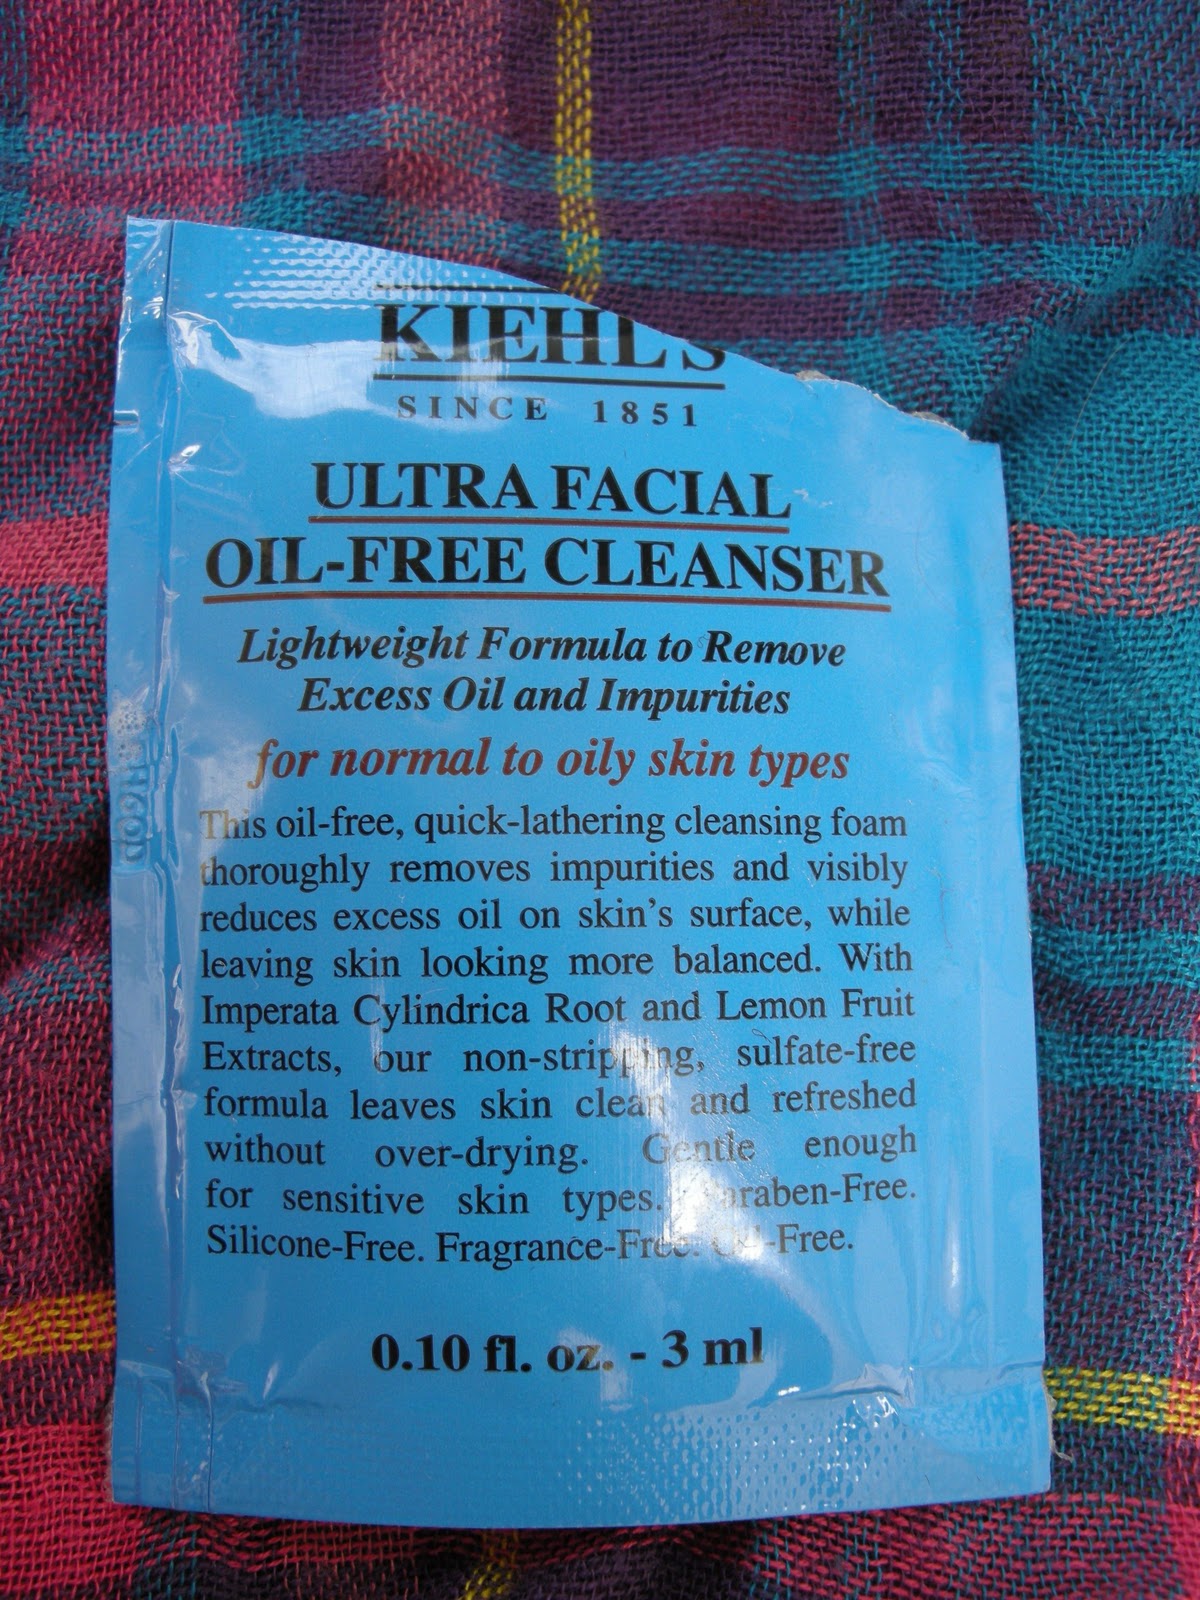 KIEHL'S
SINCE 1851
ULTRA FACIAL
OIL-FREE CLEANSER
Lightweight Formula to Remove
Excess Oil and Impurities
for normal to oily skin types
This oil-free, quick-lathering cleansing foam
thoroughly removes impurities and visibly
reduces excess oil on skin's surface, while
leaving skin looking more balanced. With
Imperata Cylindrica Root and Lemon Fruit
Extracts, our non-stripping, sulfate-free
formula leaves skin clean and refreshed
without over-drying. Gentle enough
for sensitive skin types. Paraben-Free.
Silicone-Free. Fragrance-Free. Oil-Free.
0.10 fl. oz. - 3 ml